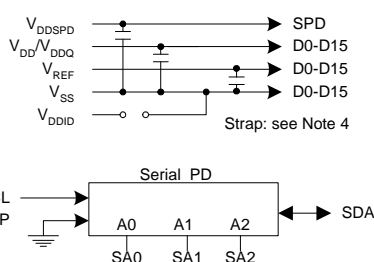 VDDSPD SPD
VDD/VDDQ D0-D15
VREF D0-D15
VSS D0-D15
VDDID
Strap: see Note 4
Serial PD
L
P
SDA
A0 A1 A2
SA0 SA1 SA2